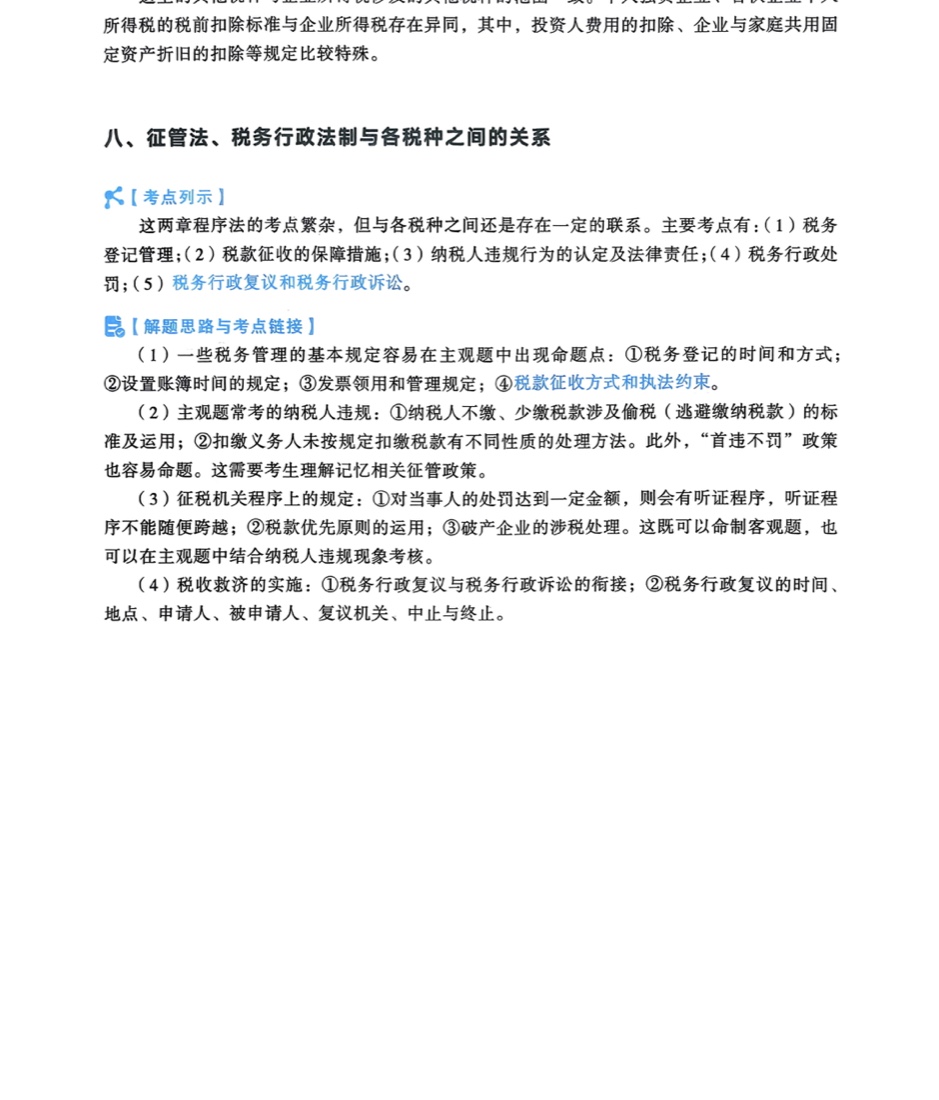 所得税的税前扣除标准与企业所得税存在异同，其中，投资人费用的扣除、企业与家庭共用固
定资产折旧的扣除等规定比较特殊。
八、征管法、税务行政法制与各税种之间的关系
【考点列示】
这两章程序法的考点繁杂，但与各税种之间还是存在一定的联系。主要考点有：（1）税务
登记管理；（2）税款征收的保障措施；（3）纳税人违规行为的认定及法律责任；（4）税务行政处
罚；（5）税务行政复议和税务行政诉讼。
【解题思路与考点链接】
（1）一些税务管理的基本规定容易在主观题中出现命题点：①税务登记的时间和方式；
②设置账簿时间的规定；③发票领用和管理规定；④税款征收方式和执法约束。
（2）主观题常考的纳税人违规：①纳税人不缴、少缴税款涉及偷税（逃避缴纳税款）的标
准及运用；②扣缴义务人未按规定扣缴税款有不同性质的处理方法。此外，“首违不罚”政策
也容易命题。这需要考生理解记忆相关征管政策。
（3）征税机关程序上的规定：①对当事人的处罚达到一定金额，则会有听证程序，听证程
序不能随便跨越；②税款优先原则的运用；③破产企业的涉税处理。这既可以命制客观题，也
可以在主观题中结合纳税人违规现象考核。
（4）税收救济的实施：①税务行政复议与税务行政诉讼的衔接；②税务行政复议的时间、
地点、申请人、被申请人、复议机关、中止与终止。